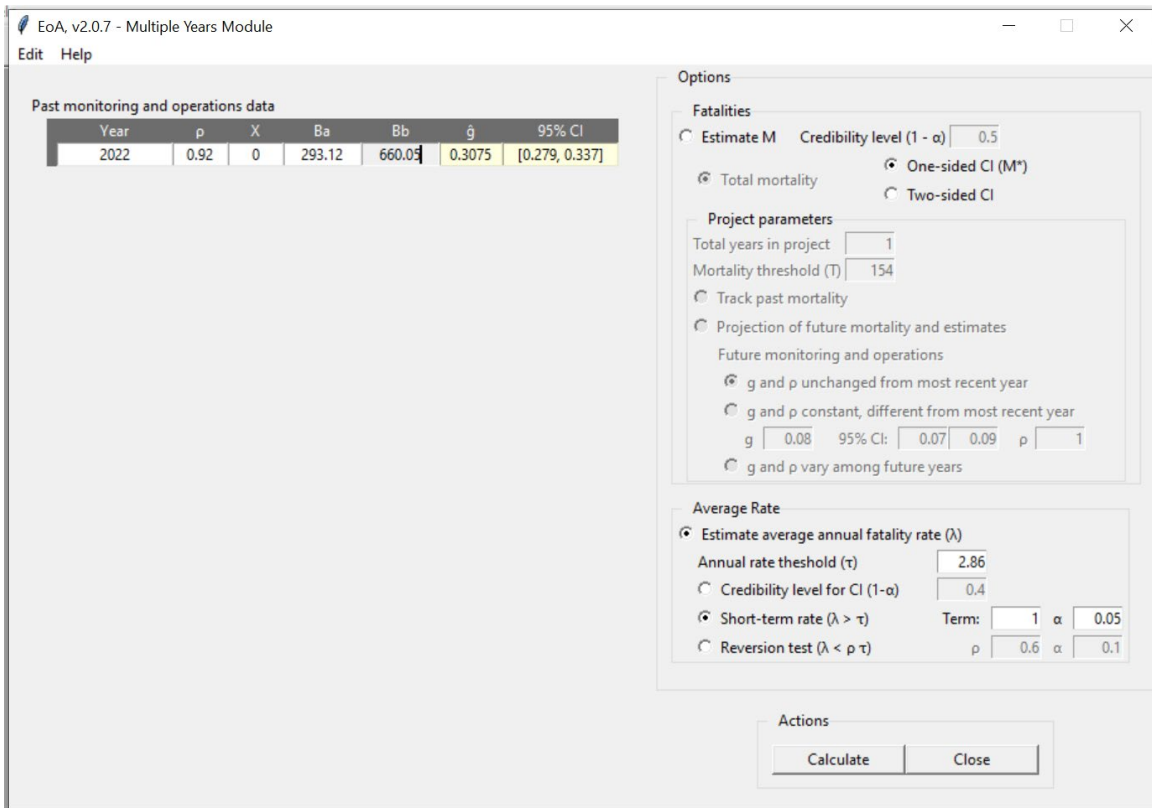 EoA, v2.0.7 - Multiple Years Module
Edit Help
Past monitoring and operations data
Year ρ X Ba Bb ĝ 95% CI
2022 0.92 0 293.12 660.05 0.3075 [0.279, 0.337]
Options
Fatalities
Estimate M Credibility level (1 - α) 0.5
Total mortality
One-sided CI (M*)
Two-sided CI
Project parameters
Total years in project 1
Mortality threshold (T) 154
Track past mortality
Projection of future mortality and estimates
Future monitoring and operations
g and ρ unchanged from most recent year
g and ρ constant, different from most recent year
g 0.08 95% CI: 0.07 0.09 ρ 1
g and ρ vary among future years
Average Rate
Estimate average annual fatality rate (λ)
Annual rate theshold (τ) 2.86
Credibility level for CI (1-α) 0.4
Short-term rate (λ > τ) Term: 1 α 0.05
Reversion test (λ < ρ τ) ρ 0.6 α 0.1
Actions
Calculate Close